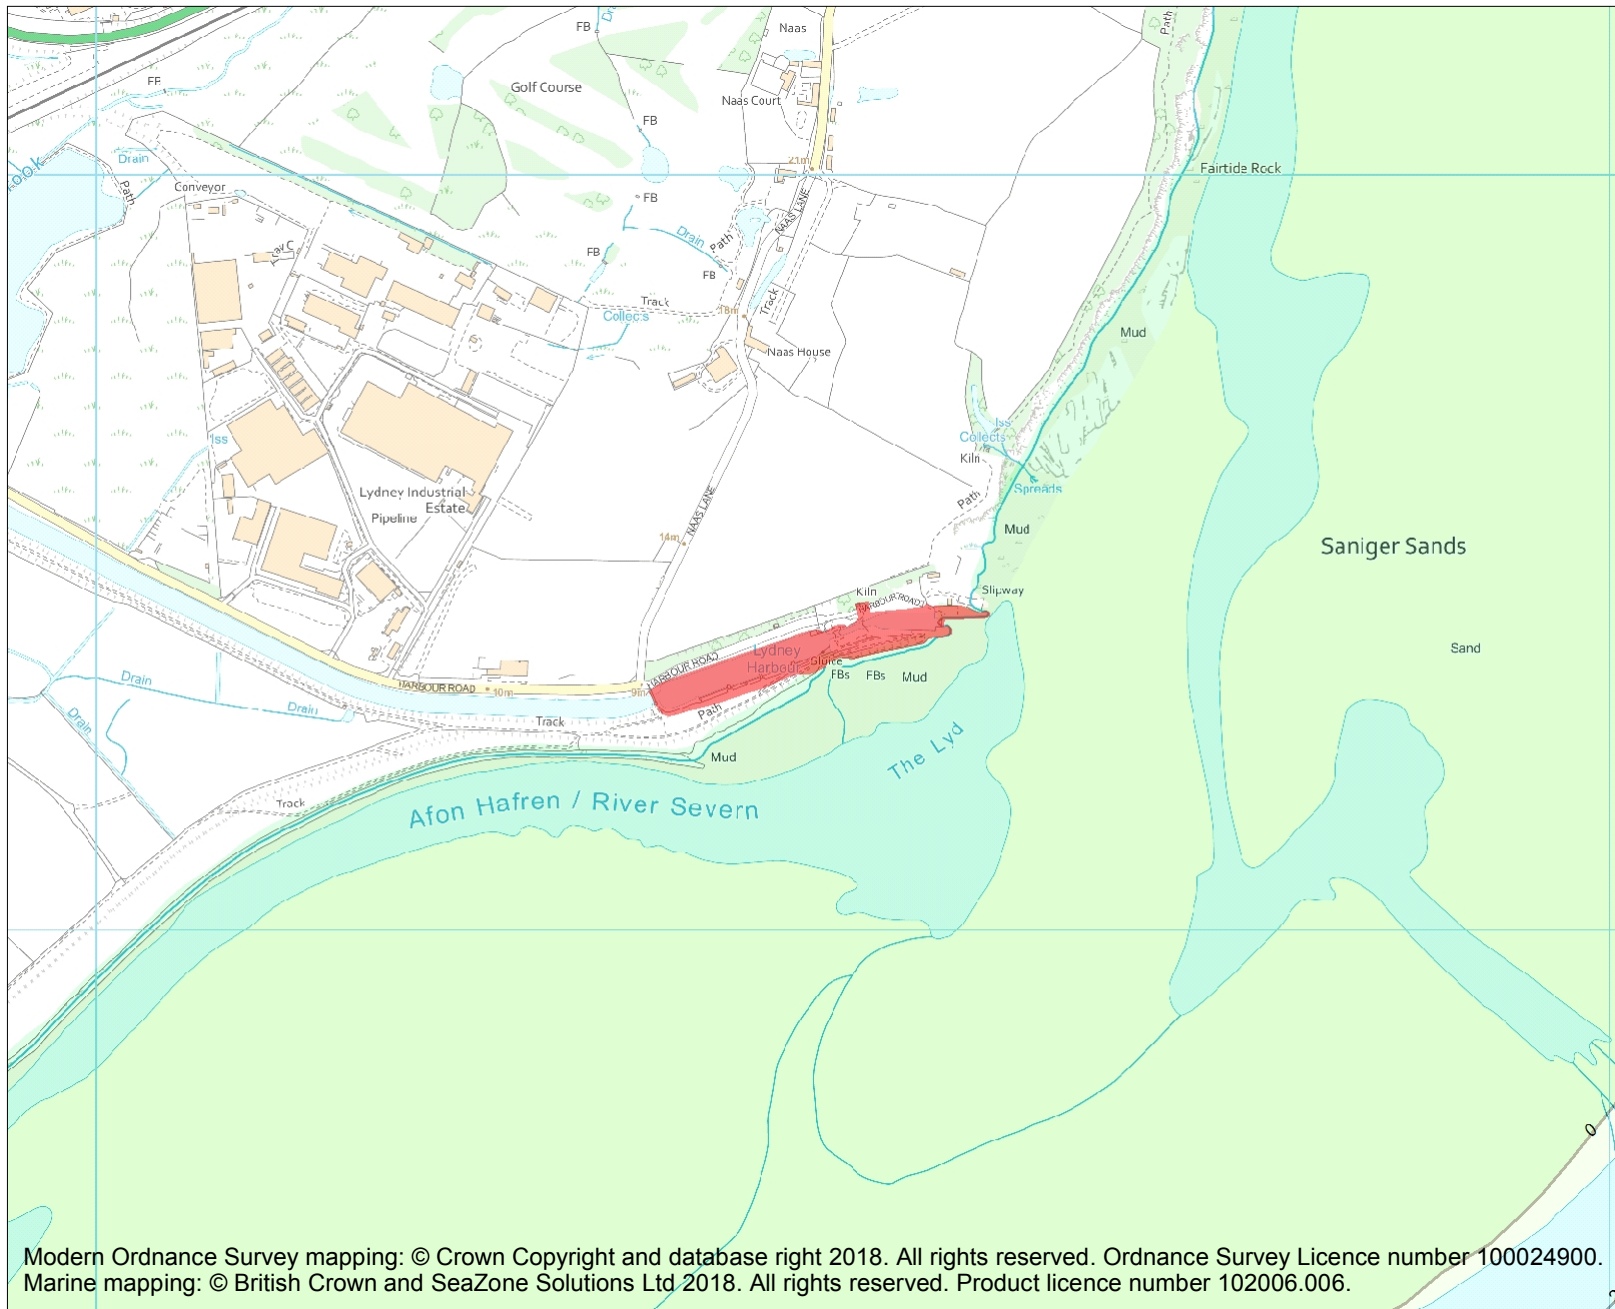 FB
Naas
Path
FB
Golf Course
Naas Court
FB
Drain
21m
Fairtide Rock
Path
Conveyor
FB
NAAS LANE
Drain
Path
FB
FB
Track
Track
18m
Collects
Mud
Naas House
Iss
Iss
Collects
Kiln
Spreads
Lydney Industrial
Estate
Path
NAAS LANE
Pipeline
Mud
14m
Saniger Sands
Kiln
Slipway
HARBOUR ROAD
Sand
Lydney
Harbour
Sluice
HARBOUR ROAD
FBs
FBs
Mud
Drain
HARBOUR ROAD
10m
9m
Drain
Path
Drain
Track
The Lyd
Mud
Track
Afon Hafren / River Severn
0
Modern Ordnance Survey mapping: © Crown Copyright and database right 2018. All rights reserved. Ordnance Survey Licence number 100024900.
Marine mapping: © British Crown and SeaZone Solutions Ltd 2018. All rights reserved. Product licence number 102006.006.